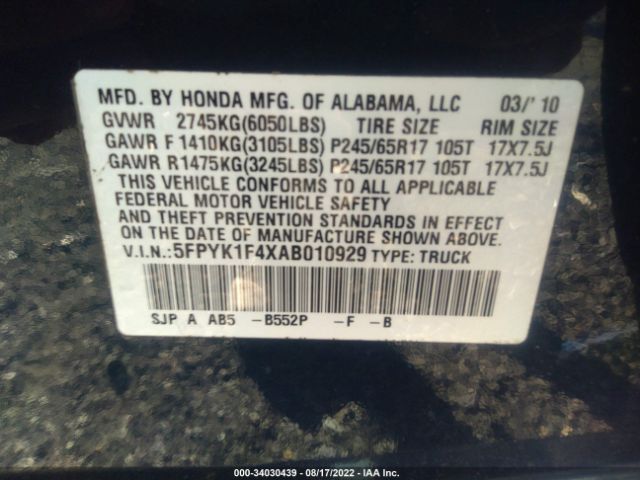 MFD. BY HONDA MFG. OF ALABAMA, LLC 03/'10
GVWR 2745KG(6050LBS) TIRE SIZE RIM SIZE
GAWR F 1410KG(3105LBS) P245/65R17 105T 17X7.5J
GAWR R1475KG(3245LBS) P245/65R17 105T 17X7.5J
THIS VEHICLE CONFORMS TO ALL APPLICABLE
FEDERAL MOTOR VEHICLE SAFETY
AND THEFT PREVENTION STANDARDS IN EFFECT
ON THE DATE OF MANUFACTURE SHOWN ABOVE.
V.I.N.:5FPYK1F4XAB010929 TYPE: TRUCK
SJP A AB5 -B552P -F -B
000-34030439 - 08/17/2022 - IAA Inc.